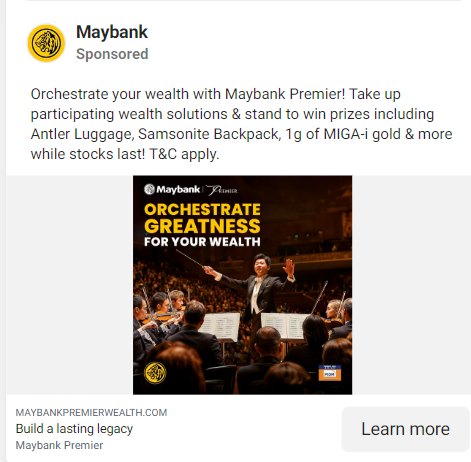 Maybank
Sponsored
Orchestrate your wealth with Maybank Premier! Take up
participating wealth solutions & stand to win prizes including
Antler Luggage, Samsonite Backpack, 1g of MIGA-i gold & more
while stocks last! T&C apply.
Maybank PREMIER
ORCHESTRATE
GREATNESS
FOR YOUR WEALTH
PIDM
MAYBANKPREMIERWEALTH.COM
Build a lasting legacy
Maybank Premier
Learn more